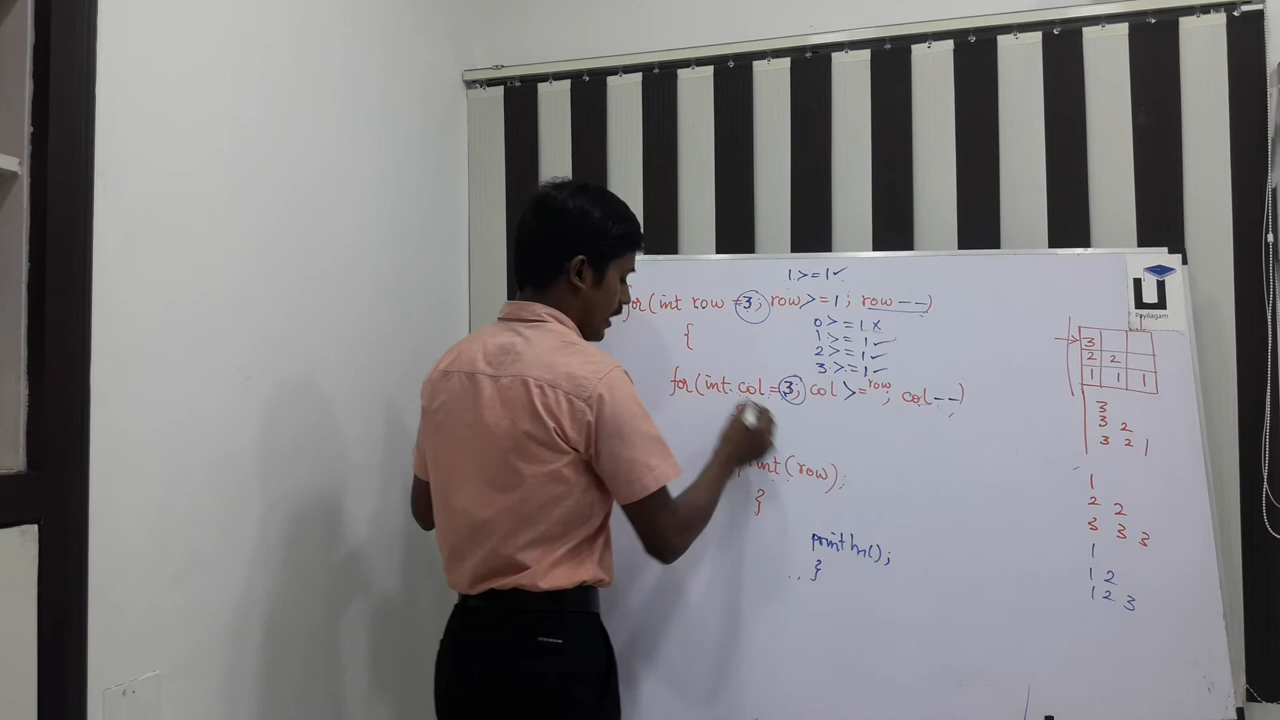 1 >= 1 ✓
for(int row = 3; row >= 1; row --)
{
0 >= 1 x
1 >= 1 ✓
2 >= 1 ✓
3 >= 1 ✓
for(int col = 3; col >= row; col --)
print(row);
}
println();
}
Payilagam
3
2 2
1 1 1
3
3 2
3 2 1
1
2 2
3 3 3
1
1 2
1 2 3